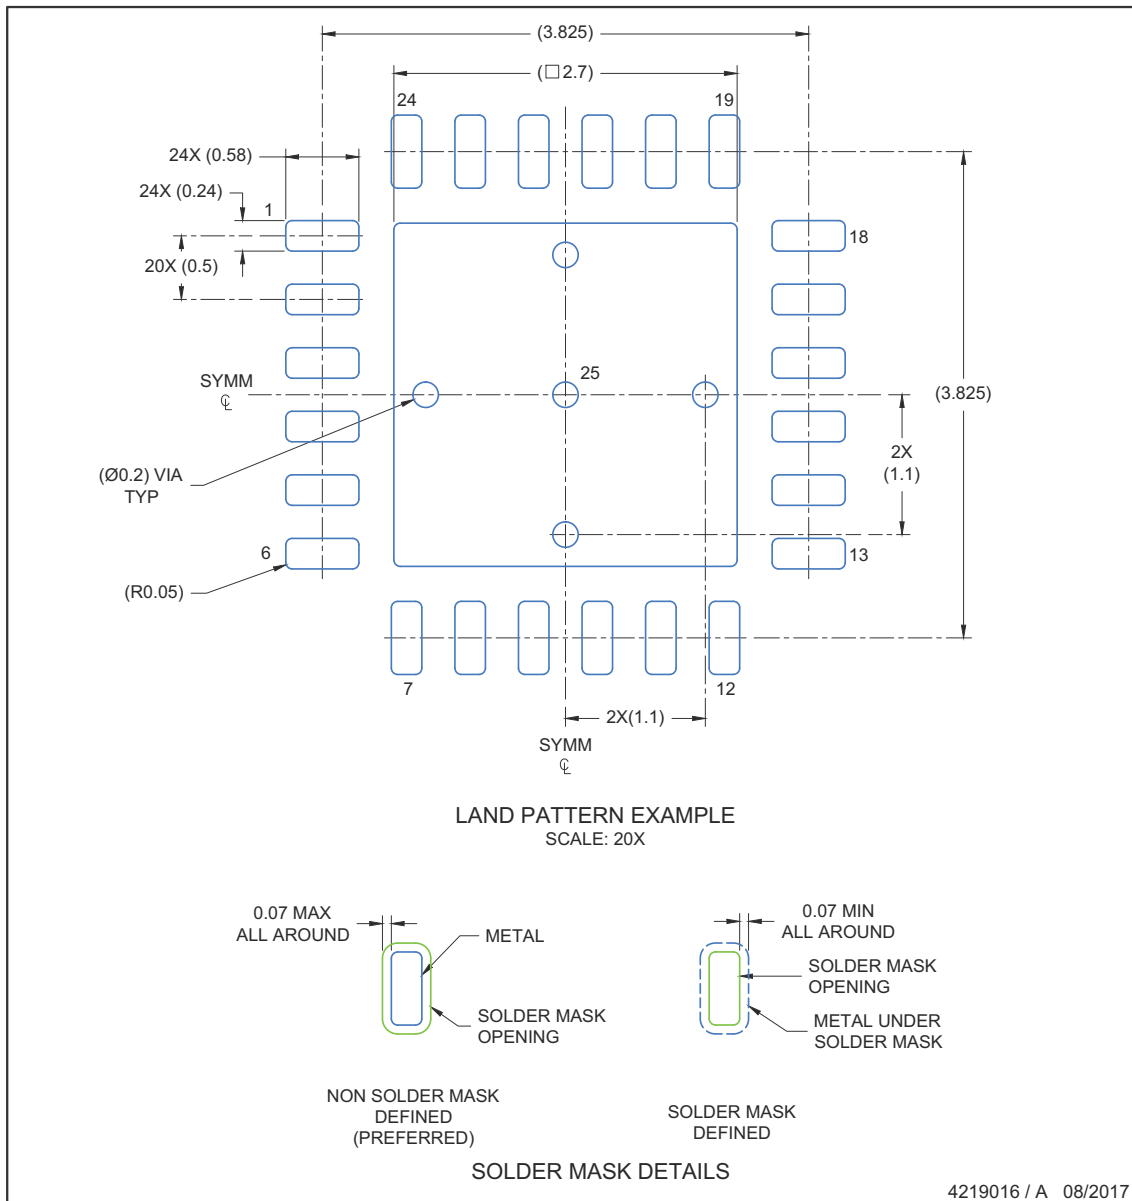 (3.825)
(□2.7)
24
19
24X (0.58)
24X (0.24)
1
18
20X (0.5)
25
SYMM
℄
(3.825)
2X
(1.1)
(Ø0.2) VIA
TYP
6
13
(R0.05)
7
12
2X(1.1)
SYMM
℄
LAND PATTERN EXAMPLE
SCALE: 20X
0.07 MAX
ALL AROUND
METAL
SOLDER MASK
OPENING
0.07 MIN
ALL AROUND
SOLDER MASK
OPENING
METAL UNDER
SOLDER MASK
NON SOLDER MASK
DEFINED
(PREFERRED)
SOLDER MASK
DEFINED
SOLDER MASK DETAILS
4219016 / A 08/2017